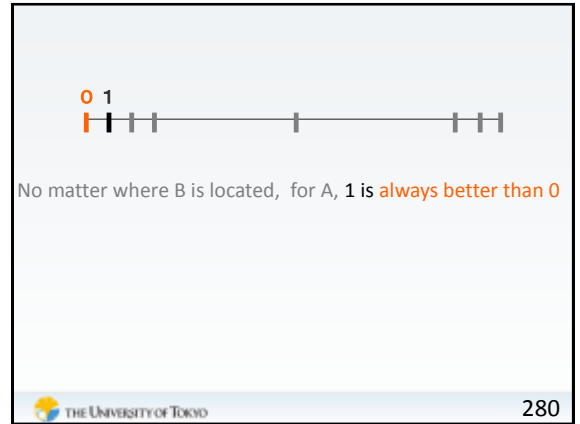 0 1
No matter where B is located, for A, 1 is always better than 0
THE UNIVERSITY OF TOKYO
280